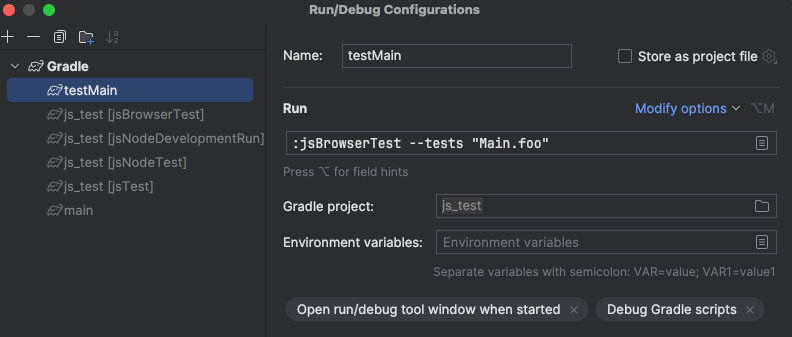 Run/Debug Configurations
Gradle
testMain
js_test [jsBrowserTest]
js_test [jsNodeDevelopmentRun]
js_test [jsNodeTest]
js_test [jsTest]
main
Name: testMain
Store as project file
Run
Modify options ⌥M
:jsBrowserTest --tests "Main.foo"
Press ⌥ for field hints
Gradle project: js_test
Environment variables: Environment variables
Separate variables with semicolon: VAR=value; VAR1=value1
Open run/debug tool window when started × Debug Gradle scripts ×